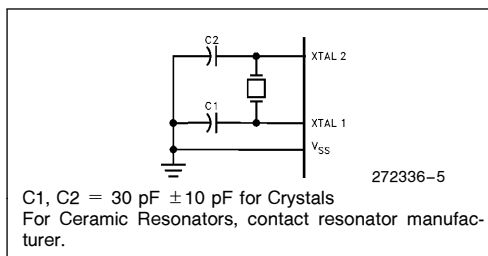 C2
XTAL 2
C1
XTAL 1
VSS
272336–5
C1, C2 = 30 pF ±10 pF for Crystals
For Ceramic Resonators, contact resonator manufac-
turer.